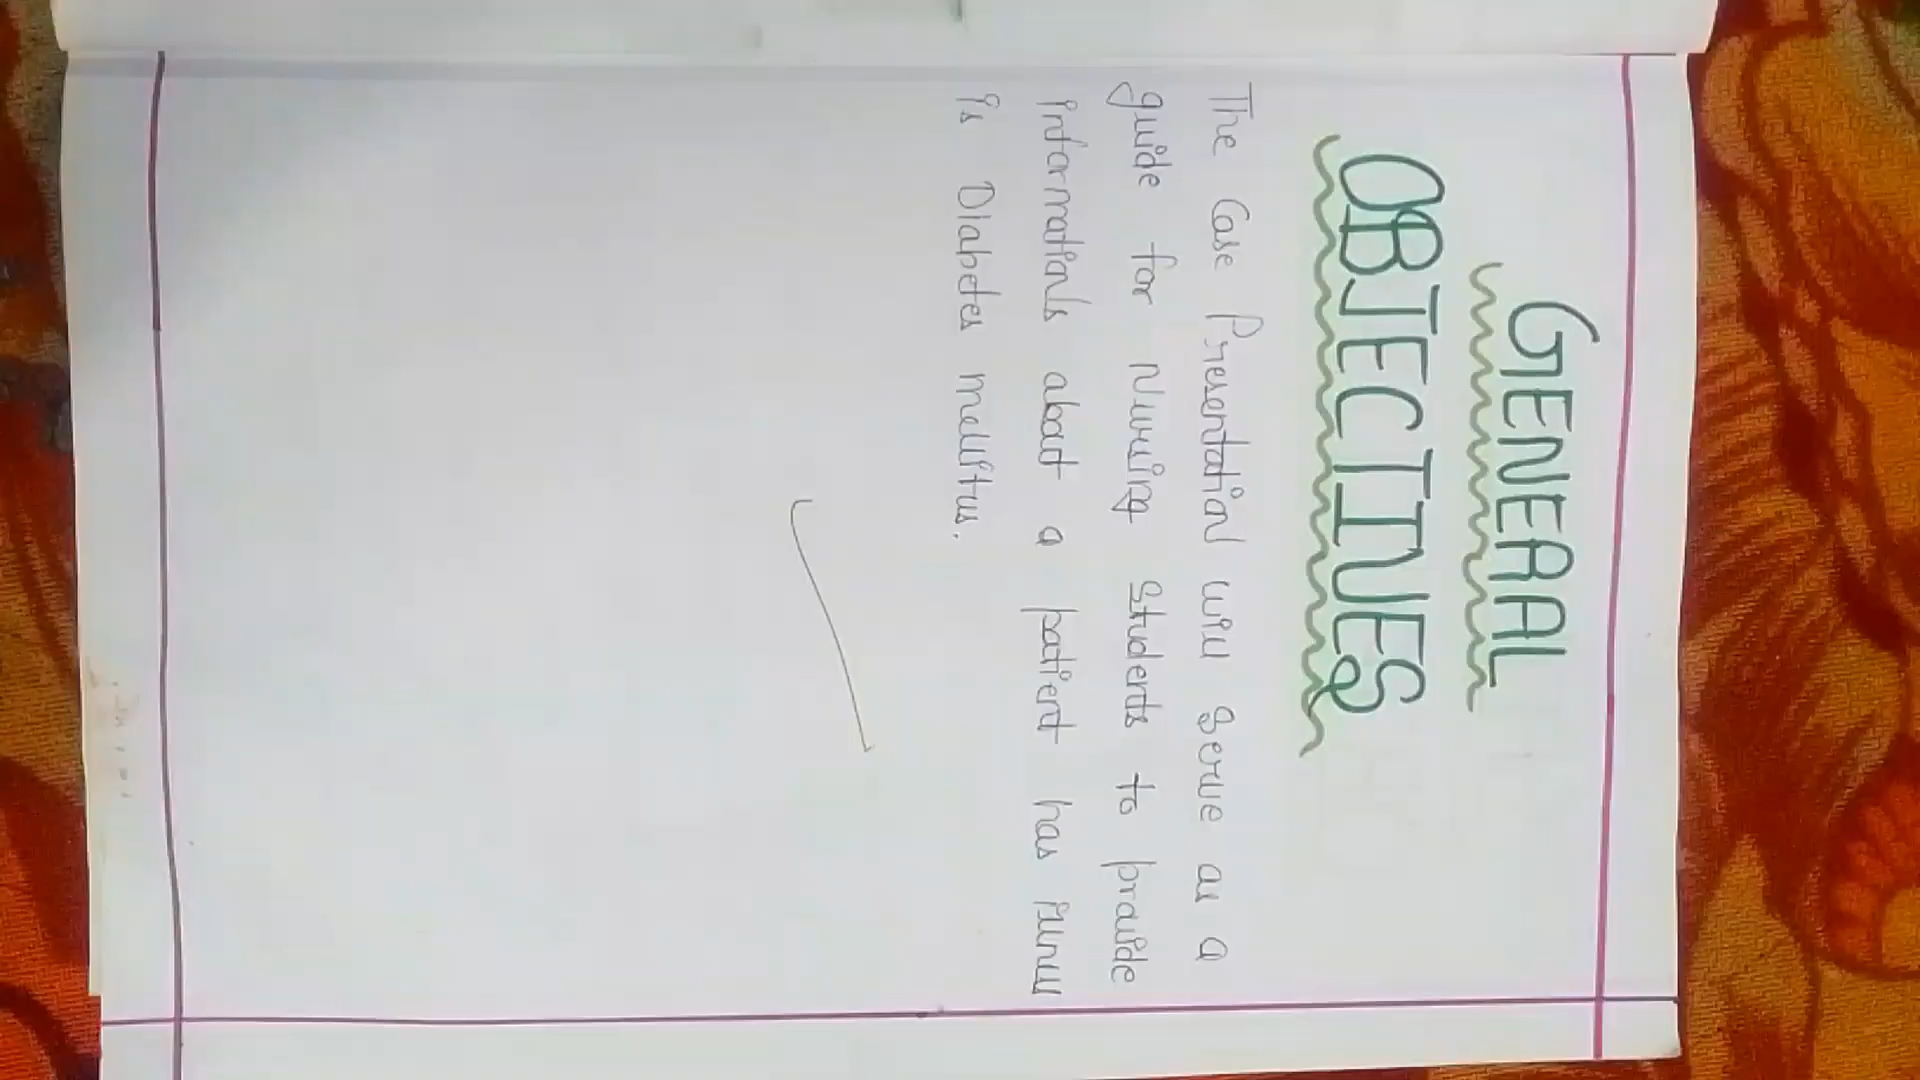 GENERAL
OBJECTIVES
The Case Presentation will Serve as a
guide for Nursing Students to provide
informations about a patient has
is Diabetes mellitus.